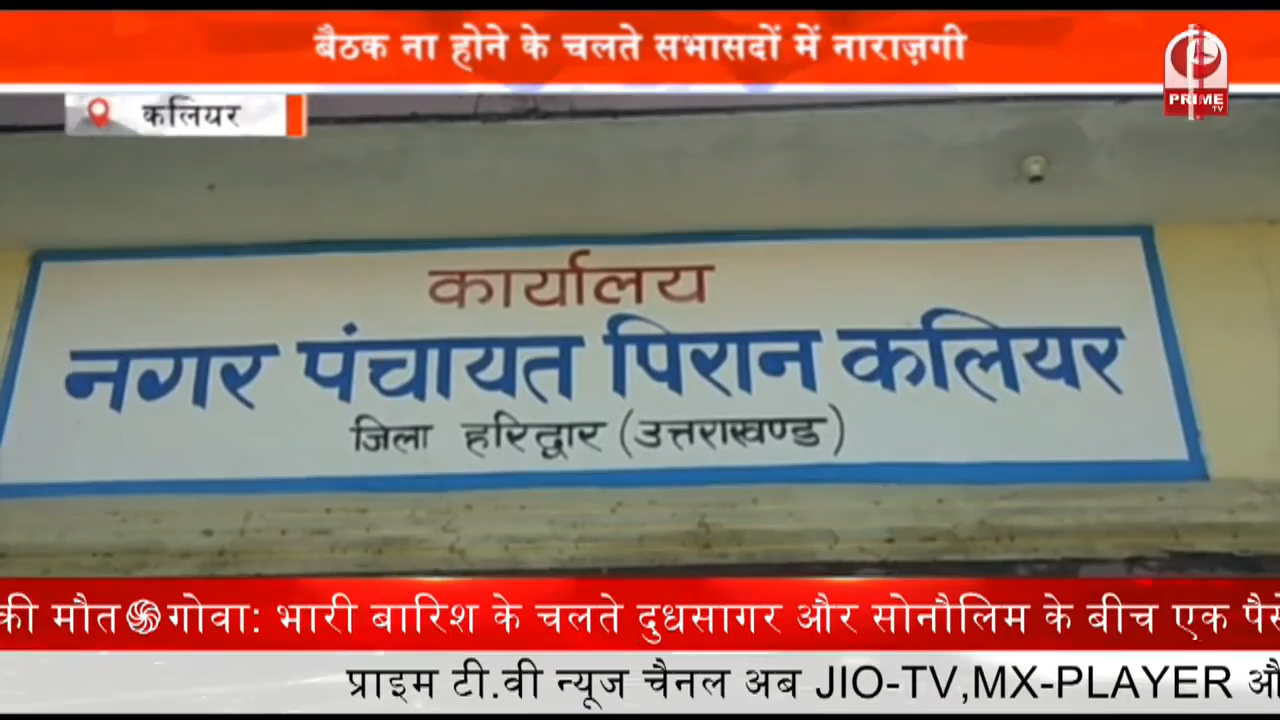 बैठक ना होने के चलते सभासदों में नाराज़गी
PRIME
TV
कलियर
कार्यालय
नगर पंचायत पिरान कलियर
जिला हरिद्वार (उत्तराखण्ड)
की मौत गोवा: भारी बारिश के चलते दुधसागर और सोनौलिम के बीच एक
प्राइम टी.वी न्यूज चैनल अब JIO-TV,MX-PLAYER